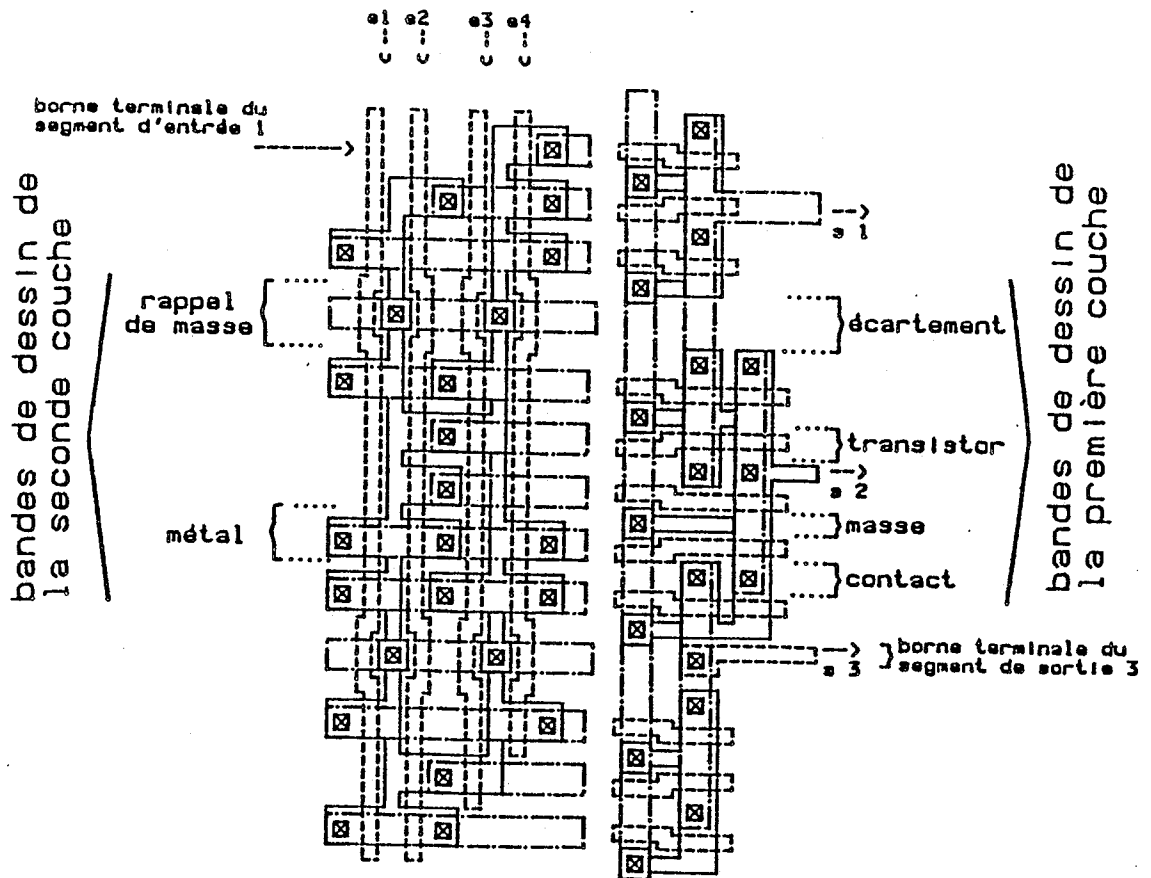 e1 e2 e3 e4
borne terminale du
segment d'entrée 1
bandes de dessin de
la seconde couche
rappel
de masse
métal
s 1
écartement
transistor
s 2
masse
contact
s 3
borne terminale du
segment de sortie 3
bandes de dessin de
la première couche